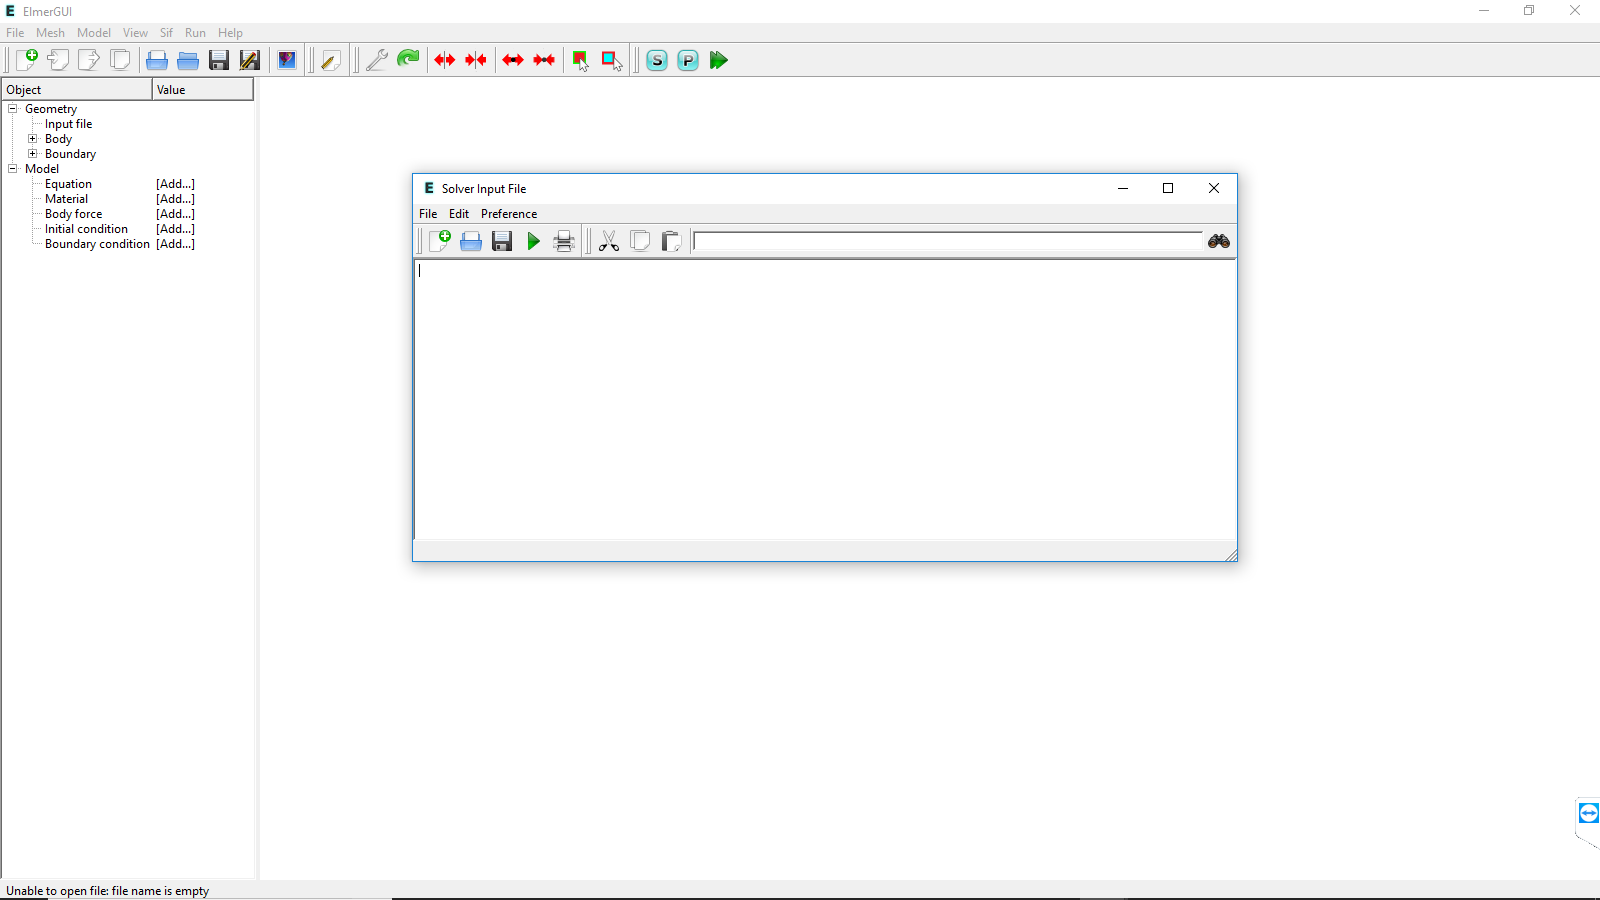 E ElmerGUI
File Mesh Model View Sif Run Help
S P
Object Value
Geometry
Input file
Body
Boundary
Model
Equation [Add...]
Material [Add...]
Body force [Add...]
Initial condition [Add...]
Boundary condition [Add...]
E Solver Input File
File Edit Preference
Unable to open file: file name is empty